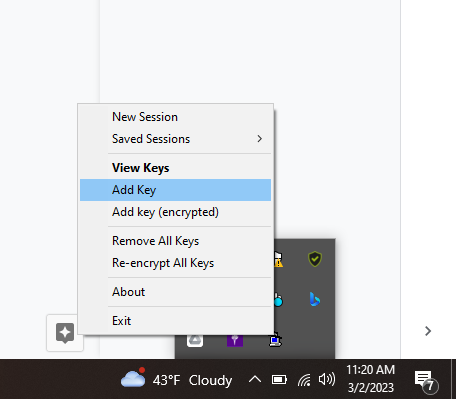 New Session
Saved Sessions
View Keys
Add Key
Add key (encrypted)
Remove All Keys
Re-encrypt All Keys
About
Exit
43°F Cloudy
11:20 AM
3/2/2023
7